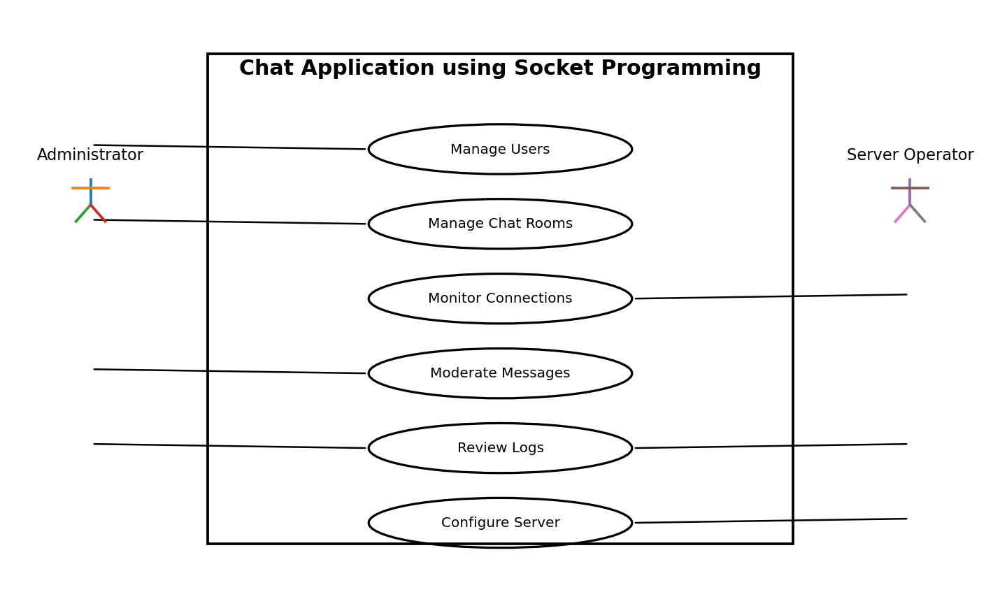 Chat Application using Socket Programming
Administrator
Server Operator
Manage Users
Manage Chat Rooms
Monitor Connections
Moderate Messages
Review Logs
Configure Server